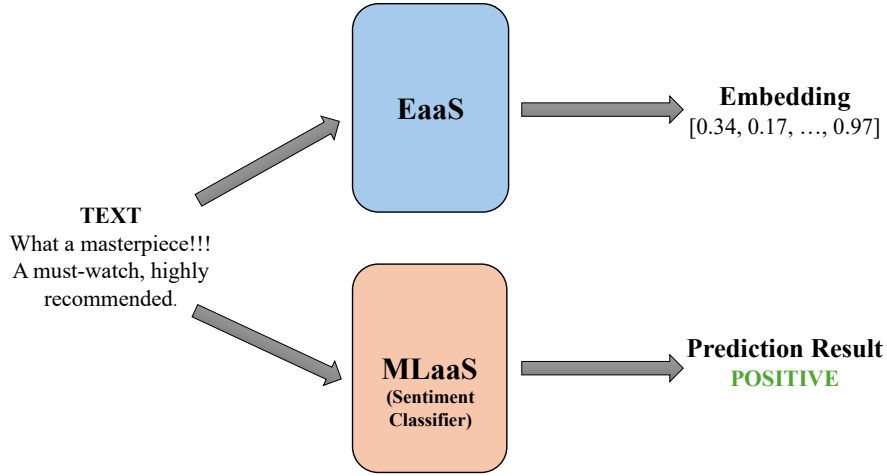 TEXT
What a masterpiece!!!
A must-watch, highly
recommended.
EaaS
Embedding
[0.34, 0.17, …, 0.97]
MLaaS
(Sentiment
Classifier)
Prediction Result
POSITIVE